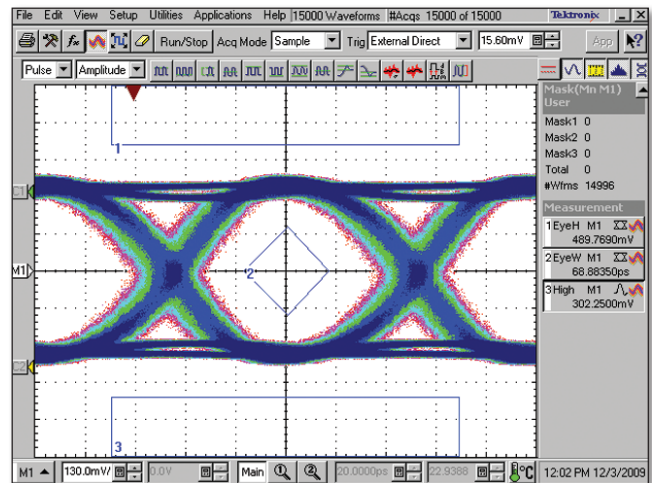 File Edit View Setup Utilities Applications Help 15000 Waveforms #Acqs 15000 of 15000 Tektronix
Run/Stop Acq Mode Sample Trig External Direct 15.60mV App
Pulse Amplitude
Mask(Mn M1)
User
Mask1 0
Mask2 0
Mask3 0
Total 0
#Wfms 14996
Measurement
1 EyeH M1
489.7690mV
2 EyeW M1
68.88350ps
3 High M1
302.2500mV
1
C1
M1
2
C2
3
M1 130.0mV/ 0.0V Main 20.0000ps 22.9388 °C 12:02 PM 12/3/2009